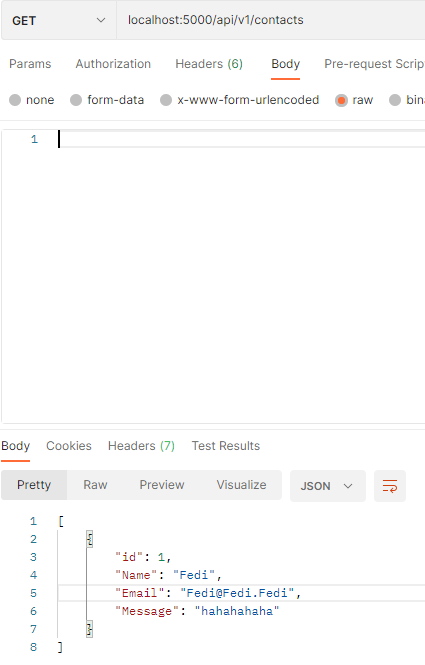 GET localhost:5000/api/v1/contacts
Params Authorization Headers (6) Body Pre-request Scrip
none form-data x-www-form-urlencoded raw bina
1
Body Cookies Headers (7) Test Results
Pretty Raw Preview Visualize JSON
1 [
2 {
3 "id": 1,
4 "Name": "Fedi",
5 "Email": "Fedi@Fedi.Fedi",
6 "Message": "hahahahaha"
7 }
8 ]